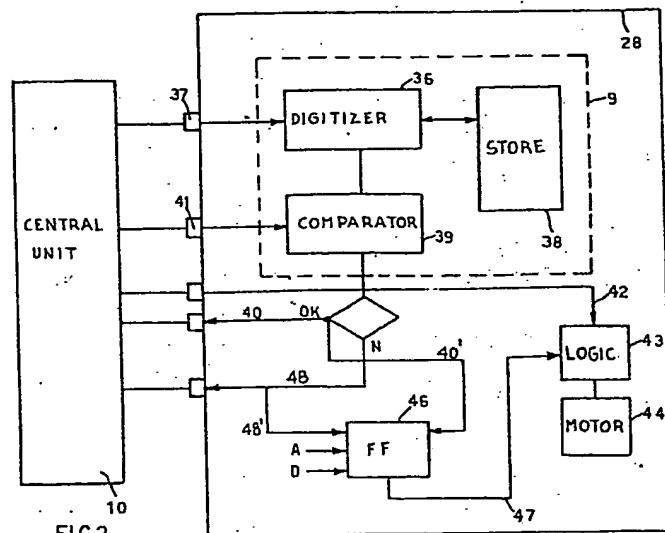 28
36
9
37
DIGITIZER
STORE
41
CENTRAL
UNIT
COMPARATOR
39
38
42
40
OK
N
40'
LOGIC
43
48
46
MOTOR
44
48'
A
D
FF
47
10
FIG2